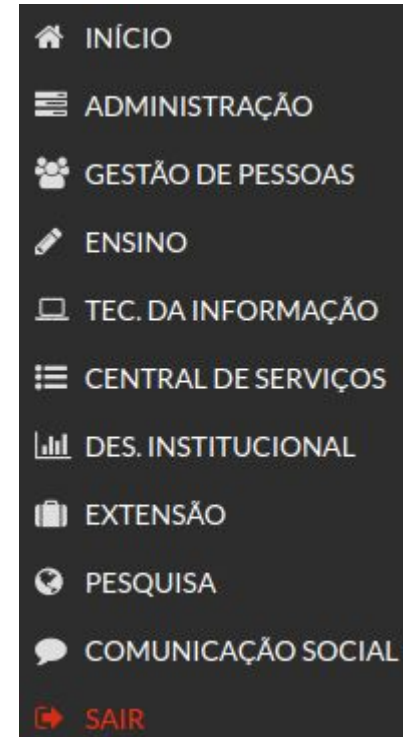 INÍCIO
ADMINISTRAÇÃO
GESTÃO DE PESSOAS
ENSINO
TEC. DA INFORMAÇÃO
CENTRAL DE SERVIÇOS
DES. INSTITUCIONAL
EXTENSÃO
PESQUISA
COMUNICAÇÃO SOCIAL
SAIR